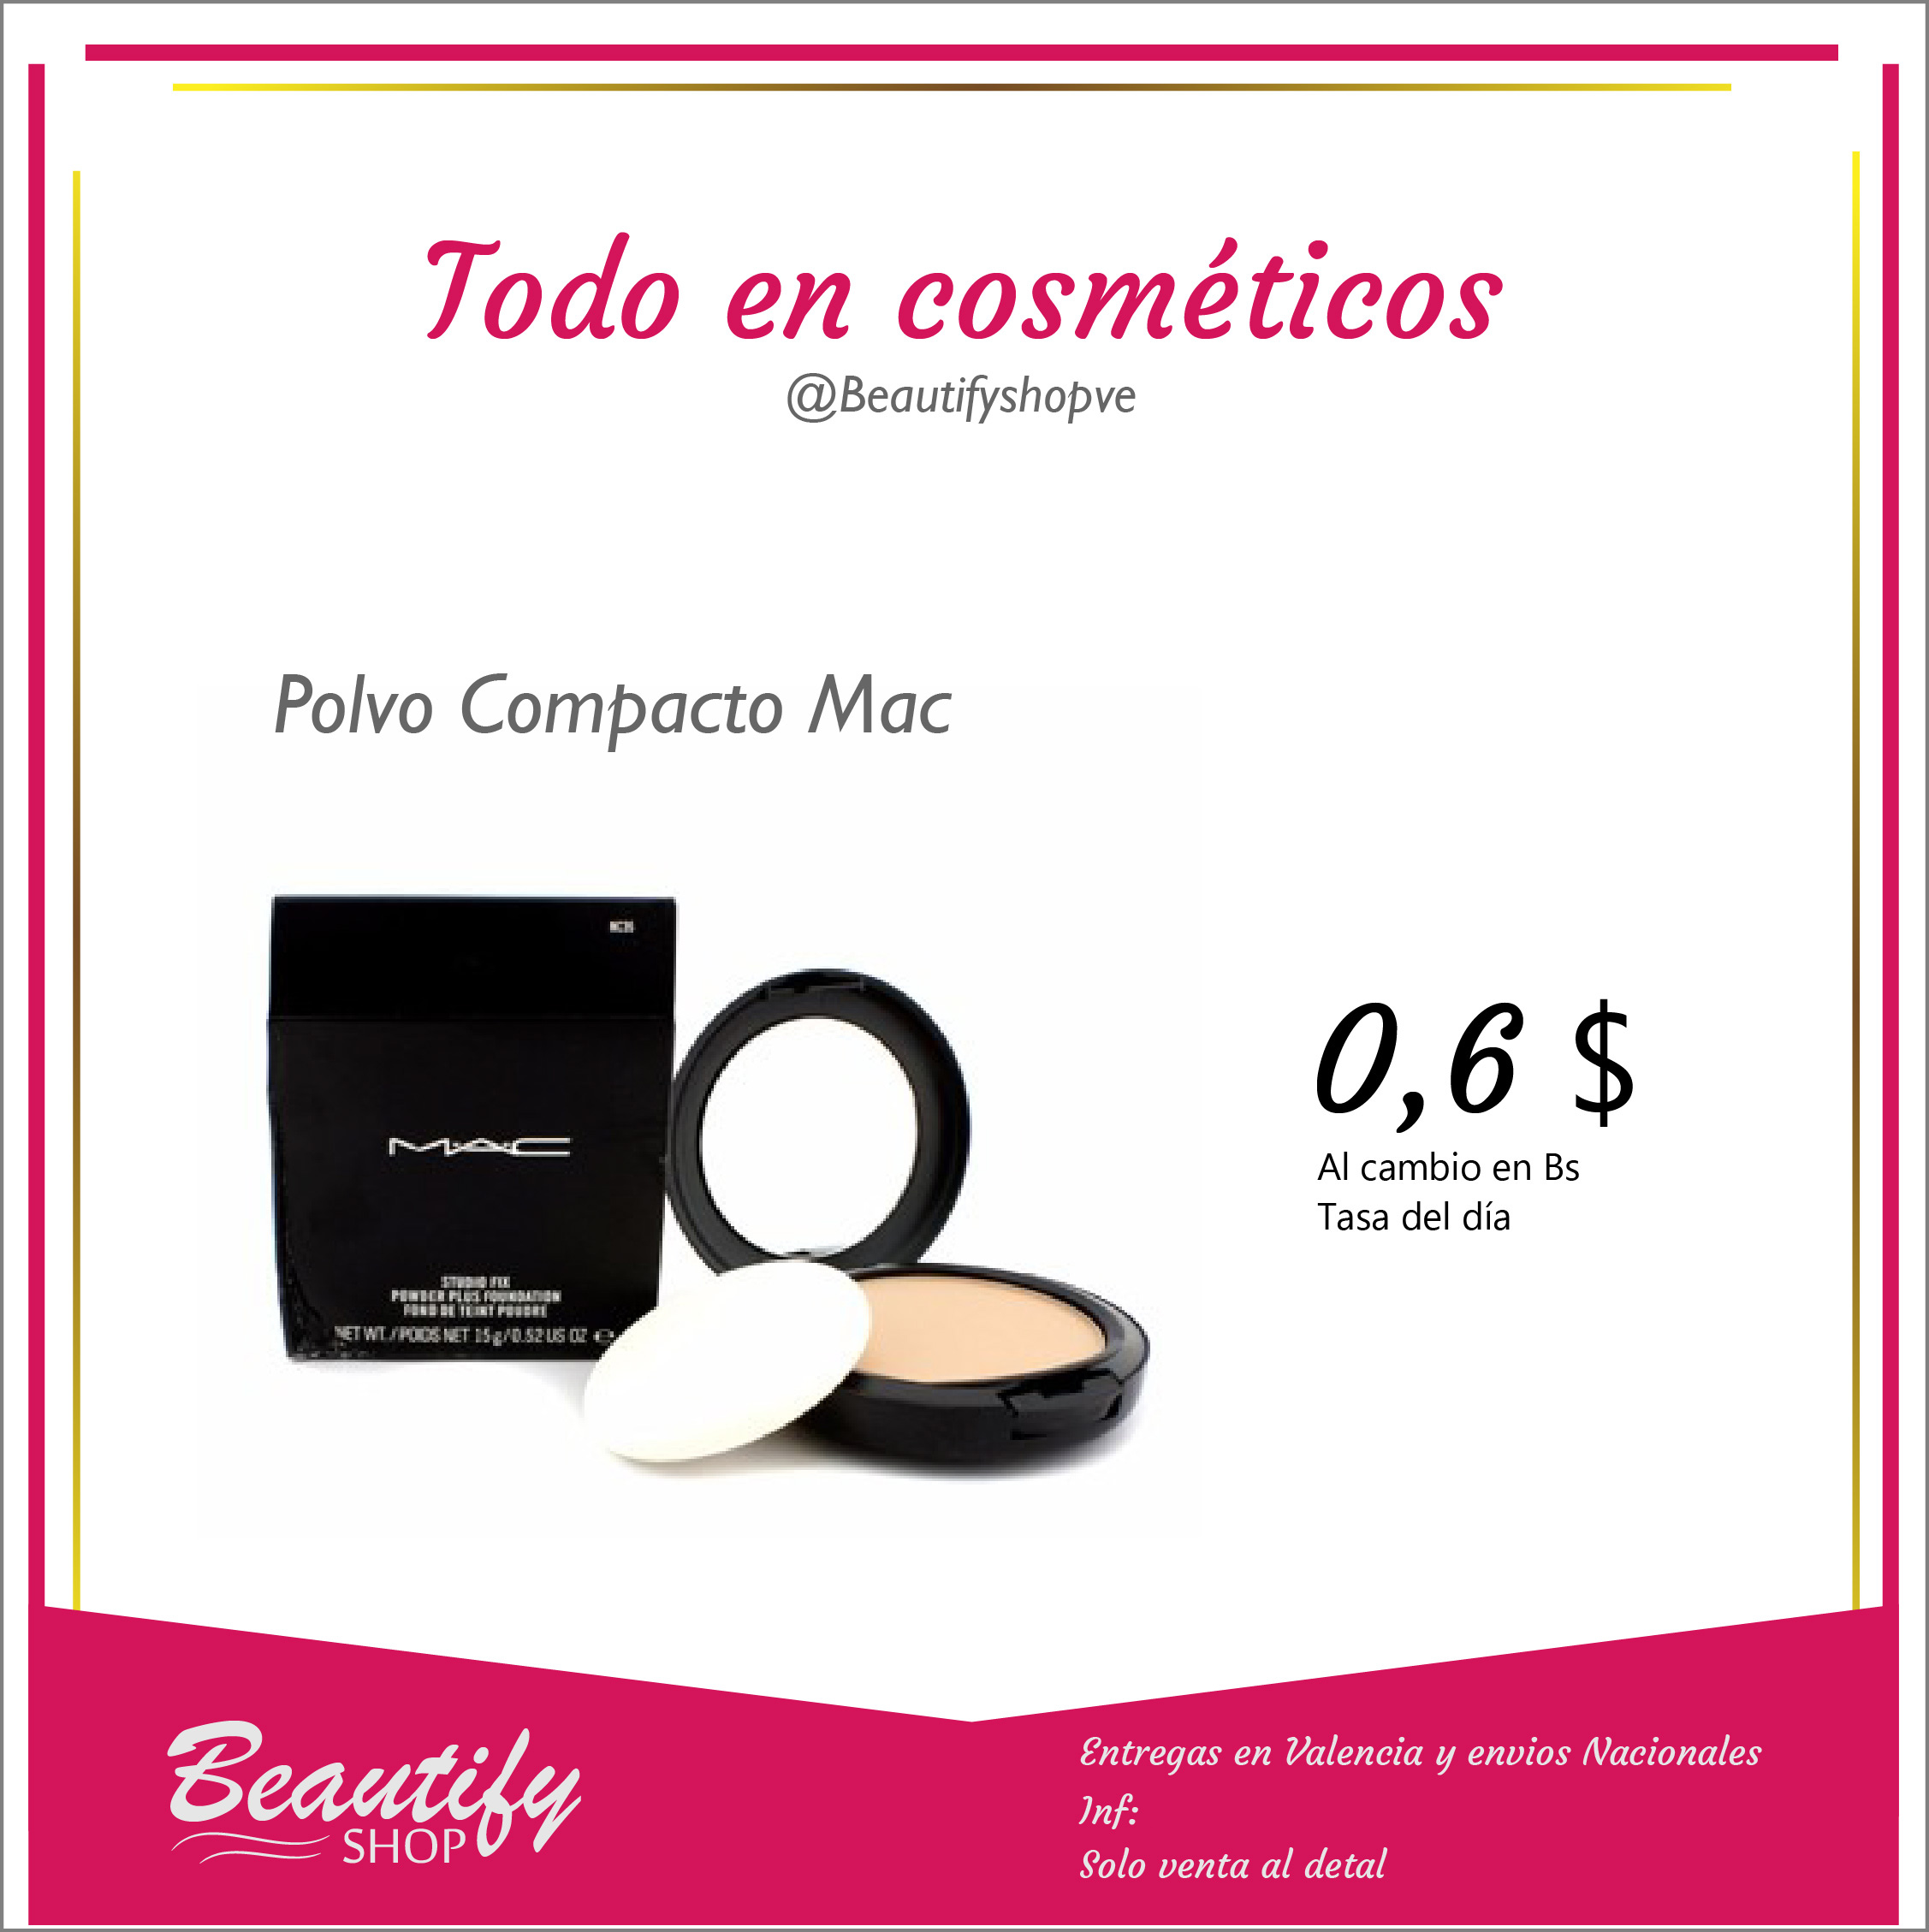 Todo en cosméticos
@Beautifyshopve
Polvo Compacto Mac
MAC
STUDIO FIX
POWDER PLUS FOUNDATION
FOND DE TEINT POUDRE
NET WT./POIDS NET 15g/0.52 US OZ e
0,6 $
Al cambio en Bs
Tasa del día
Beautify
SHOP
Entregas en Valencia y envios Nacionales
Inf:
Solo venta al detal